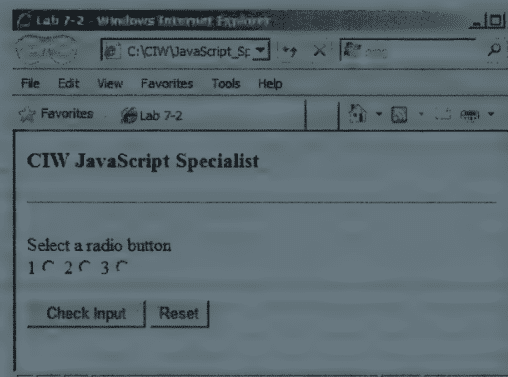 Lab 7-2 - Windows Internet Explorer
C:\CIW\JavaScript_Sp
File Edit View Favorites Tools Help
Favorites Lab 7-2
CIW JavaScript Specialist
Select a radio button
1 2 3
Check Input Reset